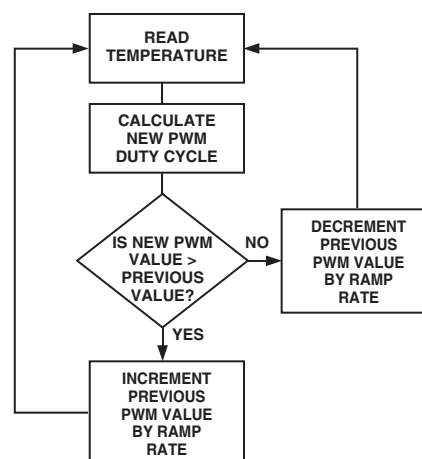 READ
TEMPERATURE
CALCULATE
NEW PWM
DUTY CYCLE
IS NEW PWM
VALUE >
PREVIOUS
VALUE?
NO
DECREMENT
PREVIOUS
PWM VALUE
BY RAMP
RATE
YES
INCREMENT
PREVIOUS
PWM VALUE
BY RAMP
RATE